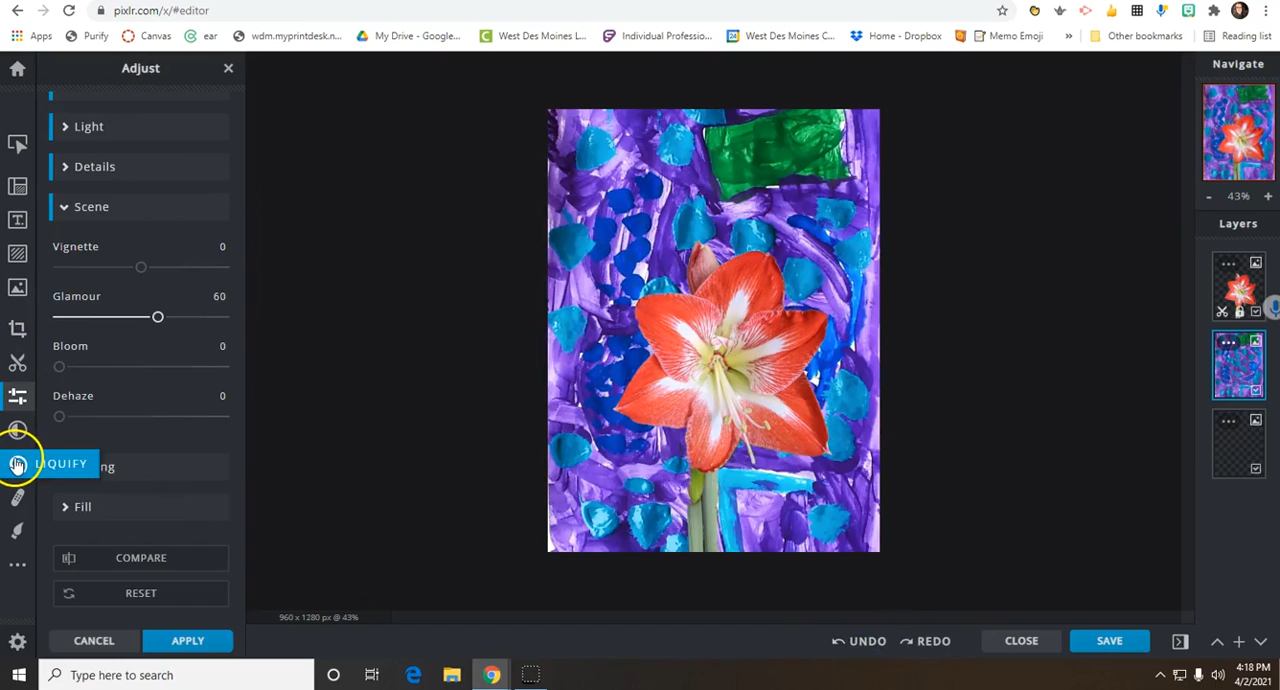 pixlr.com/x/#editor
Apps Purify Canvas ear wdm.myprintdesk.n... My Drive - Google... West Des Moines L... Individual Professio... West Des Moines C... Home - Dropbox Memo Emoji » Other bookmarks Reading list
Adjust
Light
Details
Scene
Vignette 0
Glamour 60
Bloom 0
Dehaze 0
LIQUIFY ng
Fill
COMPARE
RESET
CANCEL APPLY
960 x 1280 px @ 43%
UNDO REDO CLOSE SAVE
Navigate
- 43% +
Layers
Type here to search
4:18 PM
4/2/2021